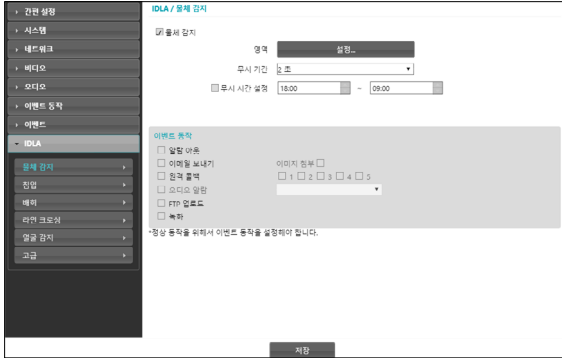 간편 설정
시스템
네트워크
비디오
오디오
이벤트 동작
이벤트
IDLA
물체 감지
침입
배회
라인 크로싱
얼굴 감지
고급
IDLA / 물체 감지
물체 감지
영역 설정...
무시 기간 2 초
무시 시간 설정 18:00 ~ 09:00
이벤트 동작
알람 아웃
이메일 보내기 이미지 첨부
원격 콜백 1 2 3 4 5
오디오 알람
FTP 업로드
녹화
*정상 동작을 위해서 이벤트 동작을 설정해야 합니다.
저장